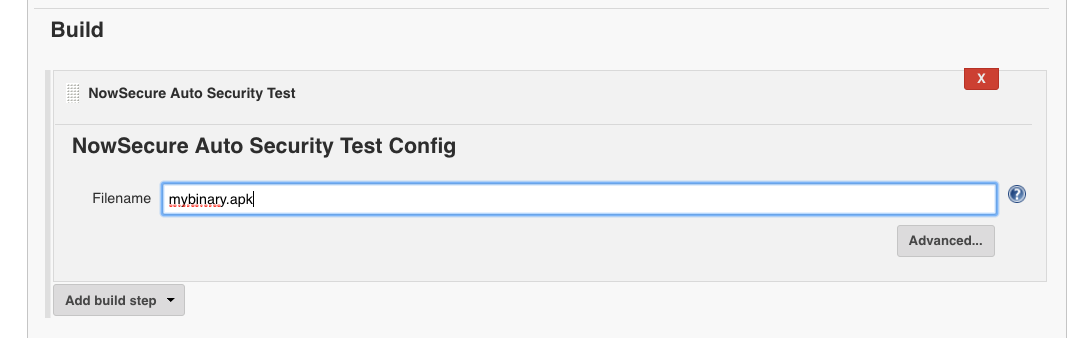 Build
X
NowSecure Auto Security Test
NowSecure Auto Security Test Config
Filename mybinary.apk ?
Advanced...
Add build step